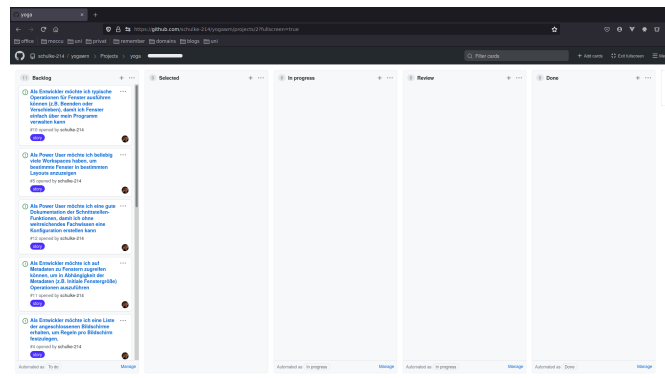 yogs
https://github.com/schulke-214/yogswm/projects/2?fullscreen=true
office meccu uni privat remember domains blogs uni
schulke-214 / yogswm Projects yogs
Filter cards
+ Add cards Exit fullscreen
Backlog
Selected
In progress
Review
Done
Als Entwickler möchte ich typische
Operationen für Fenster ausführen
können (z.B. Beenden oder
Verschieben), damit ich Fenster
einfach über mein Programm
verwalten kann
#10 opened by schulke-214
story
Als Power User möchte ich beliebig
viele Workspaces haben, um
bestimmte Fenster in bestimmten
Layouts anzuzeigen
opened by schulke-214
story
Als Power User möchte ich eine gute
Dokumentation der Schnittstellen-
Funktionen, damit ich ohne
weitreichendes Fachwissen eine
Konfiguration erstellen kann
#12 opened by schulke-214
story
Als Entwickler möchte ich auf
Metadaten zu Fenstern zugreifen
können, um in Abhängigkeit der
Metadaten (z.B. Initiale Fenstergröße)
Operationen auszuführen
#11 opened by schulke-214
story
Als Entwickler möchte ich eine Liste
der angeschlossenen Bildschirme
erhalten, um Regeln pro Bildschirm
festzulegen.
opened by schulke-214
story
Automated as To do Manage
Automated as In progress Manage
Automated as In progress Manage
Automated as Done Manage